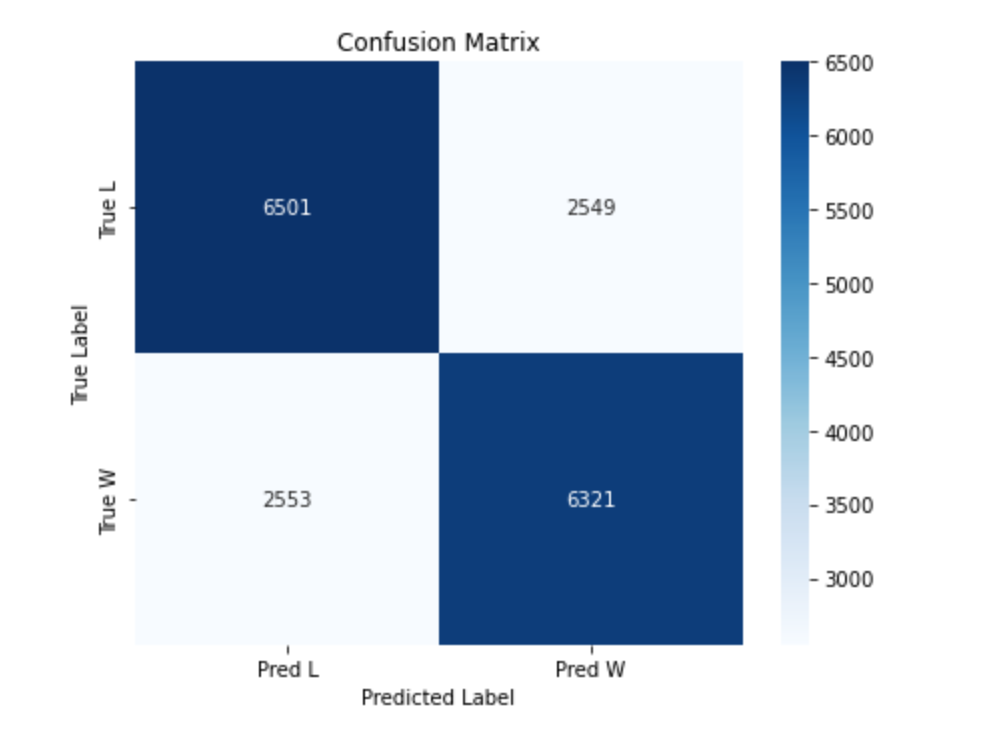 Confusion Matrix
True Label
True L
True W
6501 2549
2553 6321
Pred L Pred W
Predicted Label
6500
6000
5500
5000
4500
4000
3500
3000